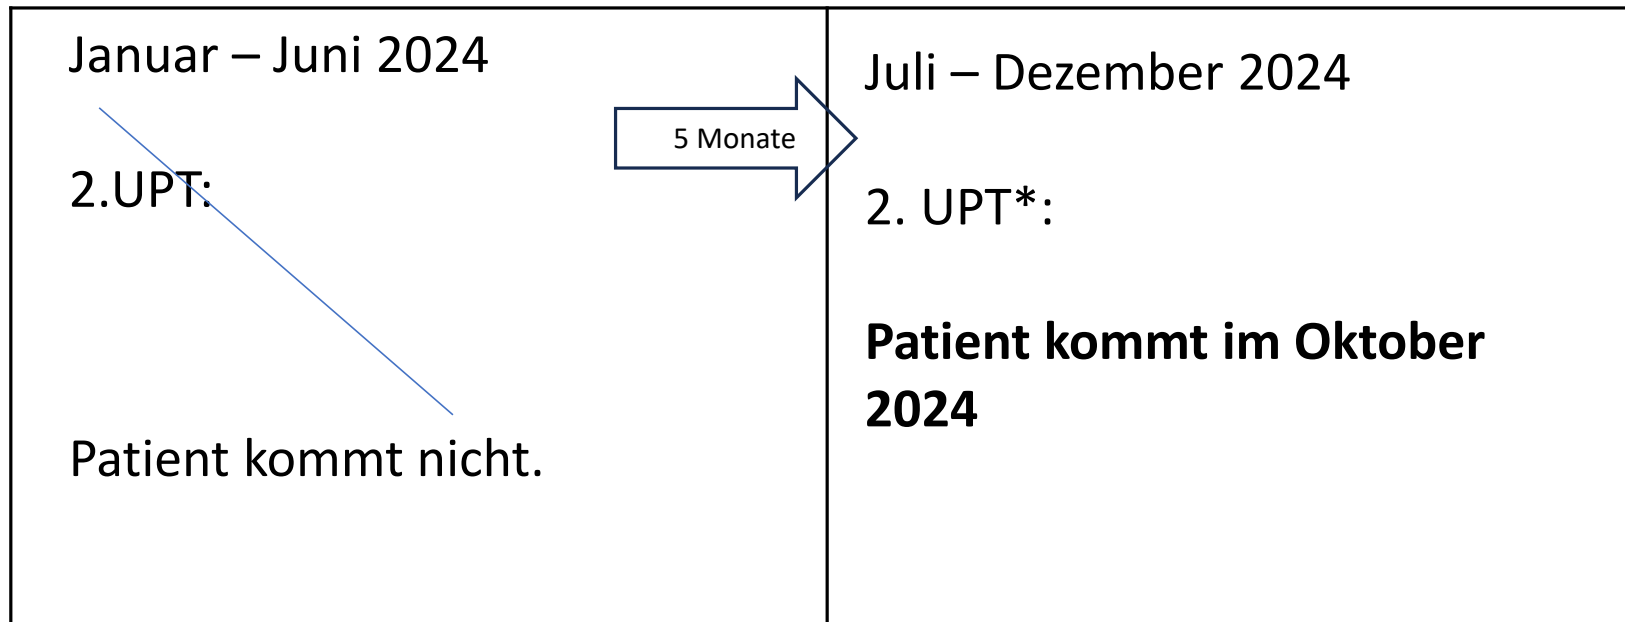 Januar – Juni 2024
2.UPT:
Patient kommt nicht.
5 Monate
Juli – Dezember 2024
2. UPT*:
Patient kommt im Oktober
2024